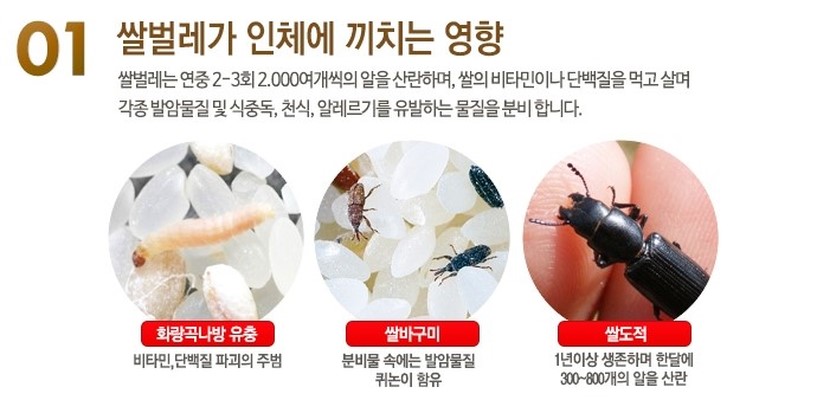 01 쌀벌레가 인체에 끼치는 영향
쌀벌레는 연중 2-3회 2.000여개씩의 알을 산란하며, 쌀의 비타민이나 단백질을 먹고 살며
각종 발암물질 및 식중독, 천식, 알레르기를 유발하는 물질을 분비 합니다.
화랑곡나방 유충
비타민,단백질 파괴의 주범
쌀바구미
분비물 속에는 발암물질
퀴논이 함유
쌀도적
1년이상 생존하며 한달에
300~800개의 알을 산란